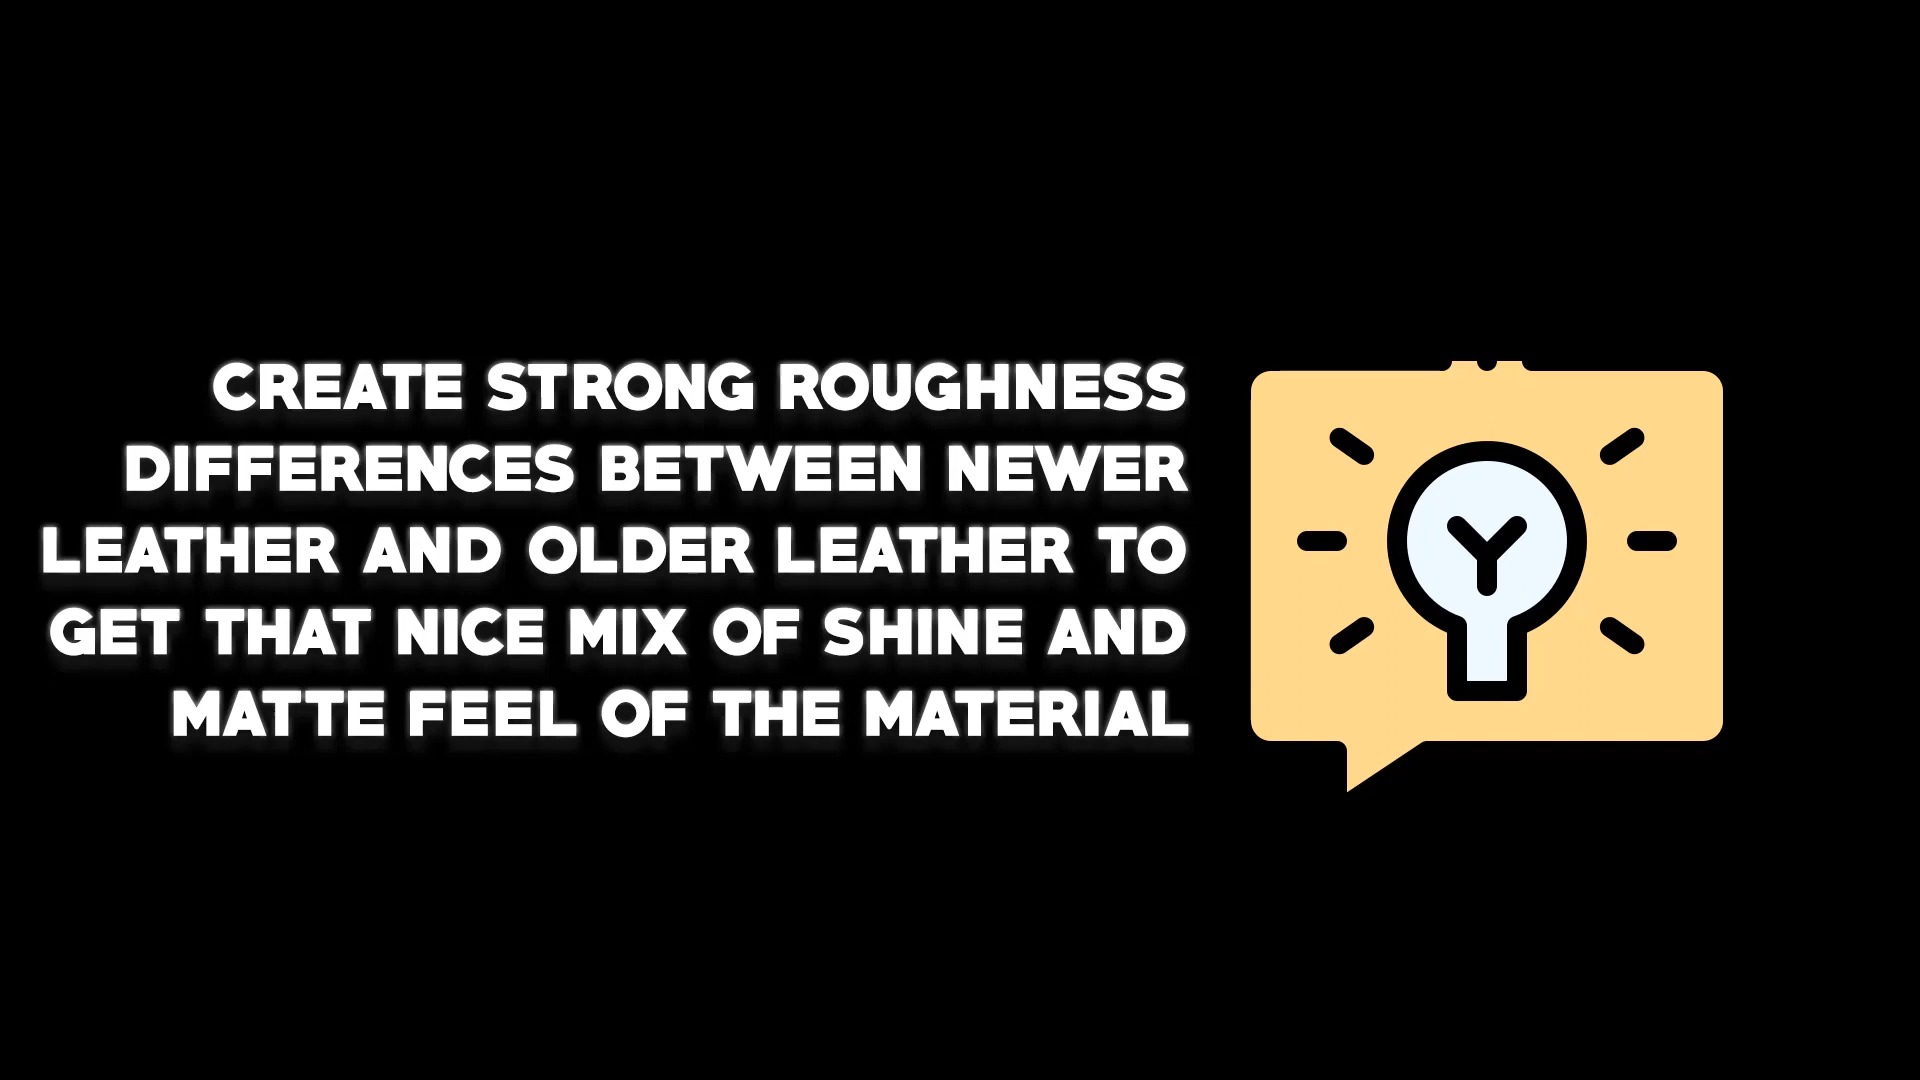 CREATE STRONG ROUGHNESS
DIFFERENCES BETWEEN NEWER
LEATHER AND OLDER LEATHER TO
GET THAT NICE MIX OF SHINE AND
MATTE FEEL OF THE MATERIAL